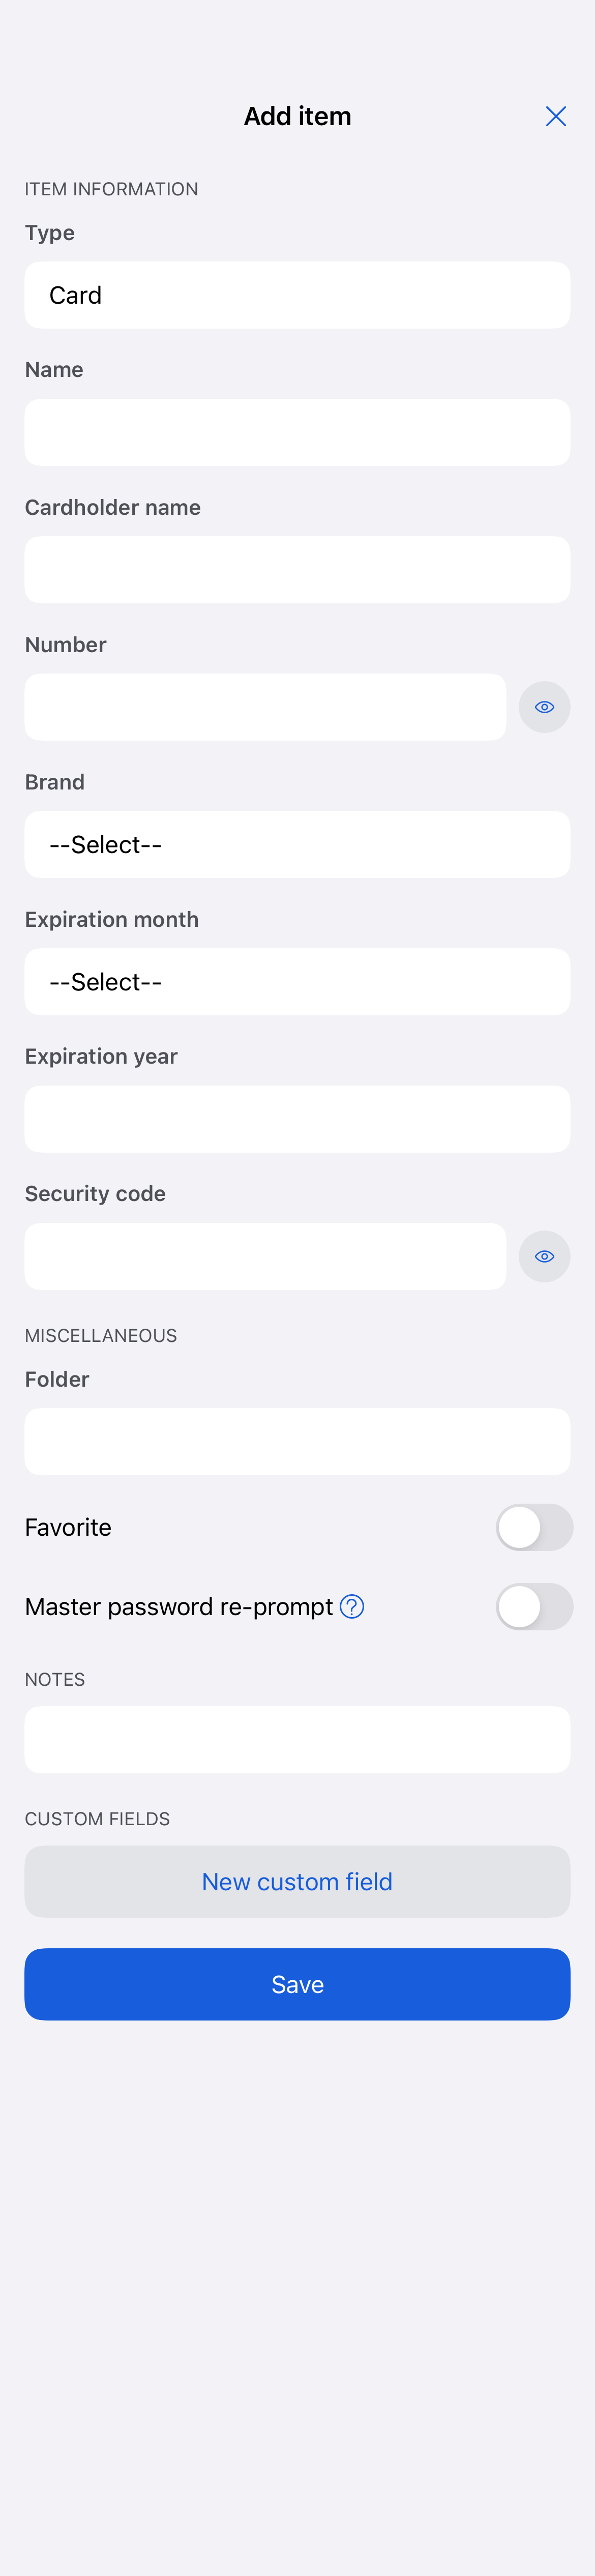 Add item
ITEM INFORMATION
Type
Card
Name
Cardholder name
Number
Brand
--Select--
Expiration month
--Select--
Expiration year
Security code
MISCELLANEOUS
Folder
Favorite
Master password re-prompt
NOTES
CUSTOM FIELDS
New custom field
Save